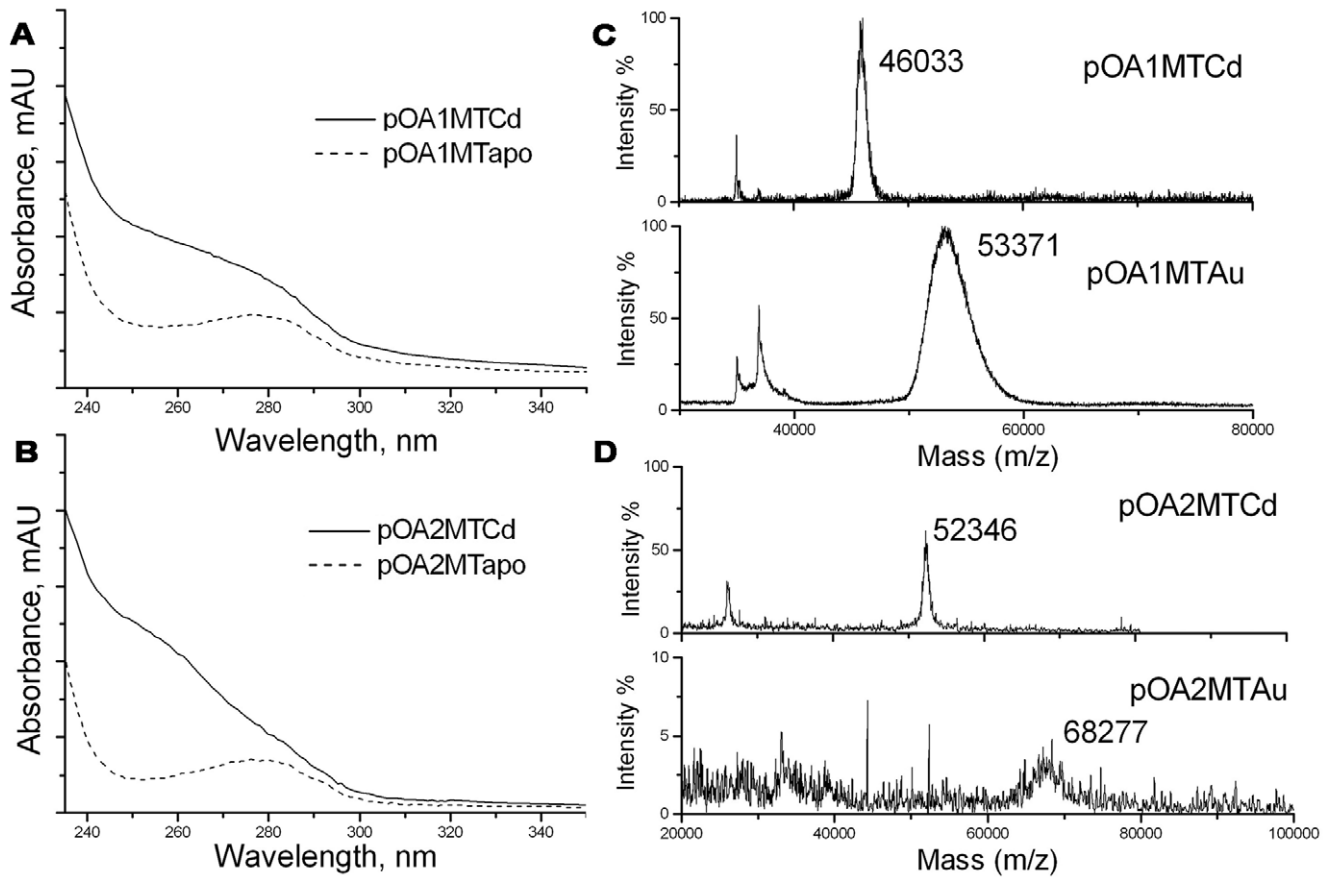 A
Absorbance, mAU
pOA1MTCd
pOA1MTapo
240 260 280 300 320 340
Wavelength, nm
B
Absorbance, mAU
pOA2MTCd
pOA2MTapo
240 260 280 300 320 340
Wavelength, nm
C
Intensity %
100
50
0
46033
pOA1MTCd
Intensity %
100
50
0
53371
pOA1MTAu
40000 60000 80000
Mass (m/z)
D
Intensity %
100
50
0
52346
pOA2MTCd
Intensity %
10
5
0
68277
pOA2MTAu
20000 40000 60000 80000 100000
Mass (m/z)